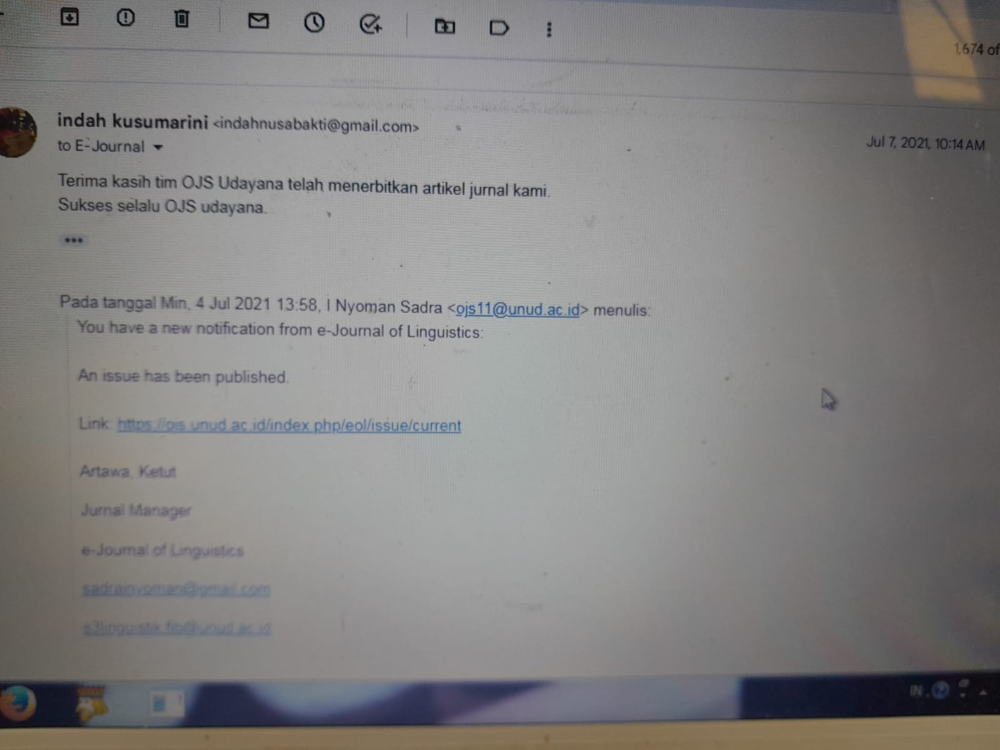 1,674 of
indah kusumarini <indahnusabakti@gmail.com>
Jul 7, 2021, 10:14 AM
to E-Journal
Terima kasih tim OJS Udayana telah menerbitkan artikel jurnal kami.
Sukses selalu OJS udayana.
Pada tanggal Min, 4 Jul 2021 13:58, I Nyoman Sadra <ojs11@unud.ac.id> menulis:
You have a new notification from e-Journal of Linguistics:
An issue has been published.
Link: https://ojs.unud.ac.id/index.php/eol/issue/current
Artawa, Ketut
Jurnal Manager
e-Journal of Linguistics
sadrainyoman@gmail.com
s3linguistik.fib@unud.ac.id
IN